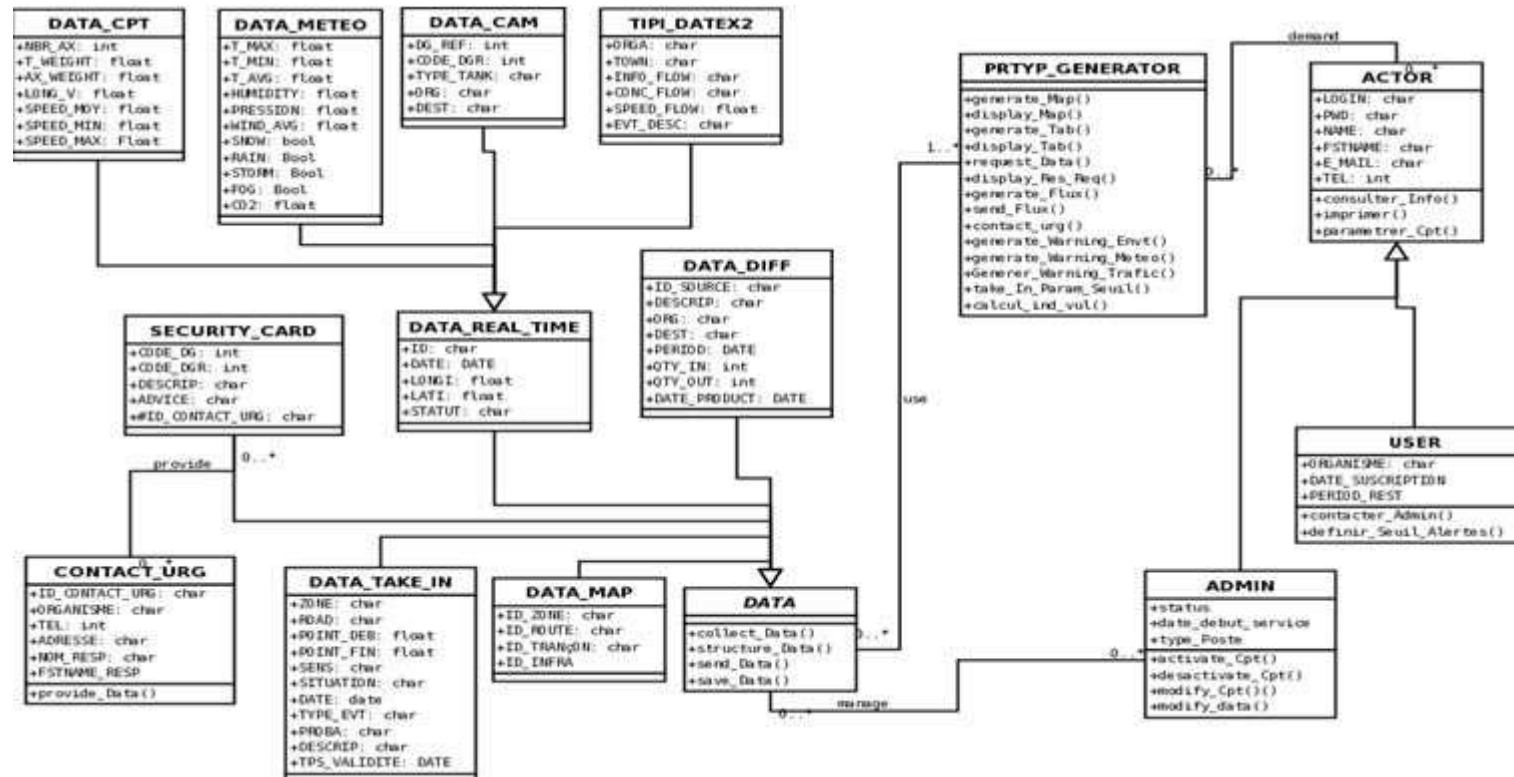 DATA_CPT
+NBR_AX: int
+T_WEIGHT: float
+AX_WEIGHT: float
+LONG_V: float
+SPEED_MOY: float
+SPEED_MIN: float
+SPEED_MAX: Float
DATA_METEO
+T_MAX: float
+T_MIN: float
+T_AVG: float
+HUMIDITY: float
+PRESSION: float
+WIND_AVG: float
+SNOW: bool
+RAIN: Bool
+STORM: Bool
+FOG: Bool
+CO2: float
DATA_CAM
+DG_REF: int
+CODE_DGR: int
+TYPE_TANK: char
+ORG: char
+DEST: char
TIPI_DATEX2
+ORGA: char
+TOWN: char
+INFO_FLOW: char
+CONC_FLOW: char
+SPEED_FLOW: float
+EVT_DESC: char
PRTYP_GENERATOR
+generate_Map()
+display_Map()
+generate_Tab()
+display_Tab()
+request_Data()
+display_Res_Req()
+generate_Flux()
+send_Flux()
+contact_urg()
+generate_Warning_Envt()
+generate_Warning_Meteo()
+Generer_Warning_Trafic()
+take_In_Param_Seuil()
+calcul_ind_vul()
demand
0..*
0..*
1..*
use
ACTOR
+LOGIN: char
+PWD: char
+NAME: char
+FSTNAME: char
+E_MAIL: char
+TEL: int
+consulter_Info()
+imprimer()
+parametrer_Cpt()
SECURITY_CARD
+CODE_DG: int
+CODE_DGR: int
+DESCRIP: char
+ADVICE: char
+#ID_CONTACT_URG: char
DATA_REAL_TIME
+ID: char
+DATE: DATE
+LONGI: float
+LATI: float
+STATUT: char
DATA_DIFF
+ID_SOURCE: char
+DESCRIP: char
+ORG: char
+DEST: char
+PERIOD: DATE
+QTY_IN: int
+QTY_OUT: int
+DATE_PRODUCT: DATE
provide
0..*
0..*
USER
+ORGANISME: char
+DATE_SUSCRIPTION
+PERIOD_REST
+contacter_Admin()
+definir_Seuil_Alertes()
CONTACT_URG
+ID_CONTACT_URG: char
+ORGANISME: char
+TEL: int
+ADRESSE: char
+NOM_RESP: char
+FSTNAME_RESP
+provide_Data()
DATA_TAKE_IN
+ZONE: char
+ROAD: char
+POINT_DEB: float
+POINT_FIN: float
+SENS: char
+SITUATION: char
+DATE: date
+TYPE_EVT: char
+PROBA: char
+DESCRIP: char
+TPS_VALIDITE: DATE
DATA_MAP
+ID_ZONE: char
+ID_ROUTE: char
+ID_TRANÇON: char
+ID_INFRA
DATA
+collect_Data()
+structure_Data()
+send_Data()
+save_Data()
0..*
0..*
manage
0..*
ADMIN
+status
+date_debut_service
+type_Poste
+activate_Cpt()
+desactivate_Cpt()
+modify_Cpt()()
+modify_data()